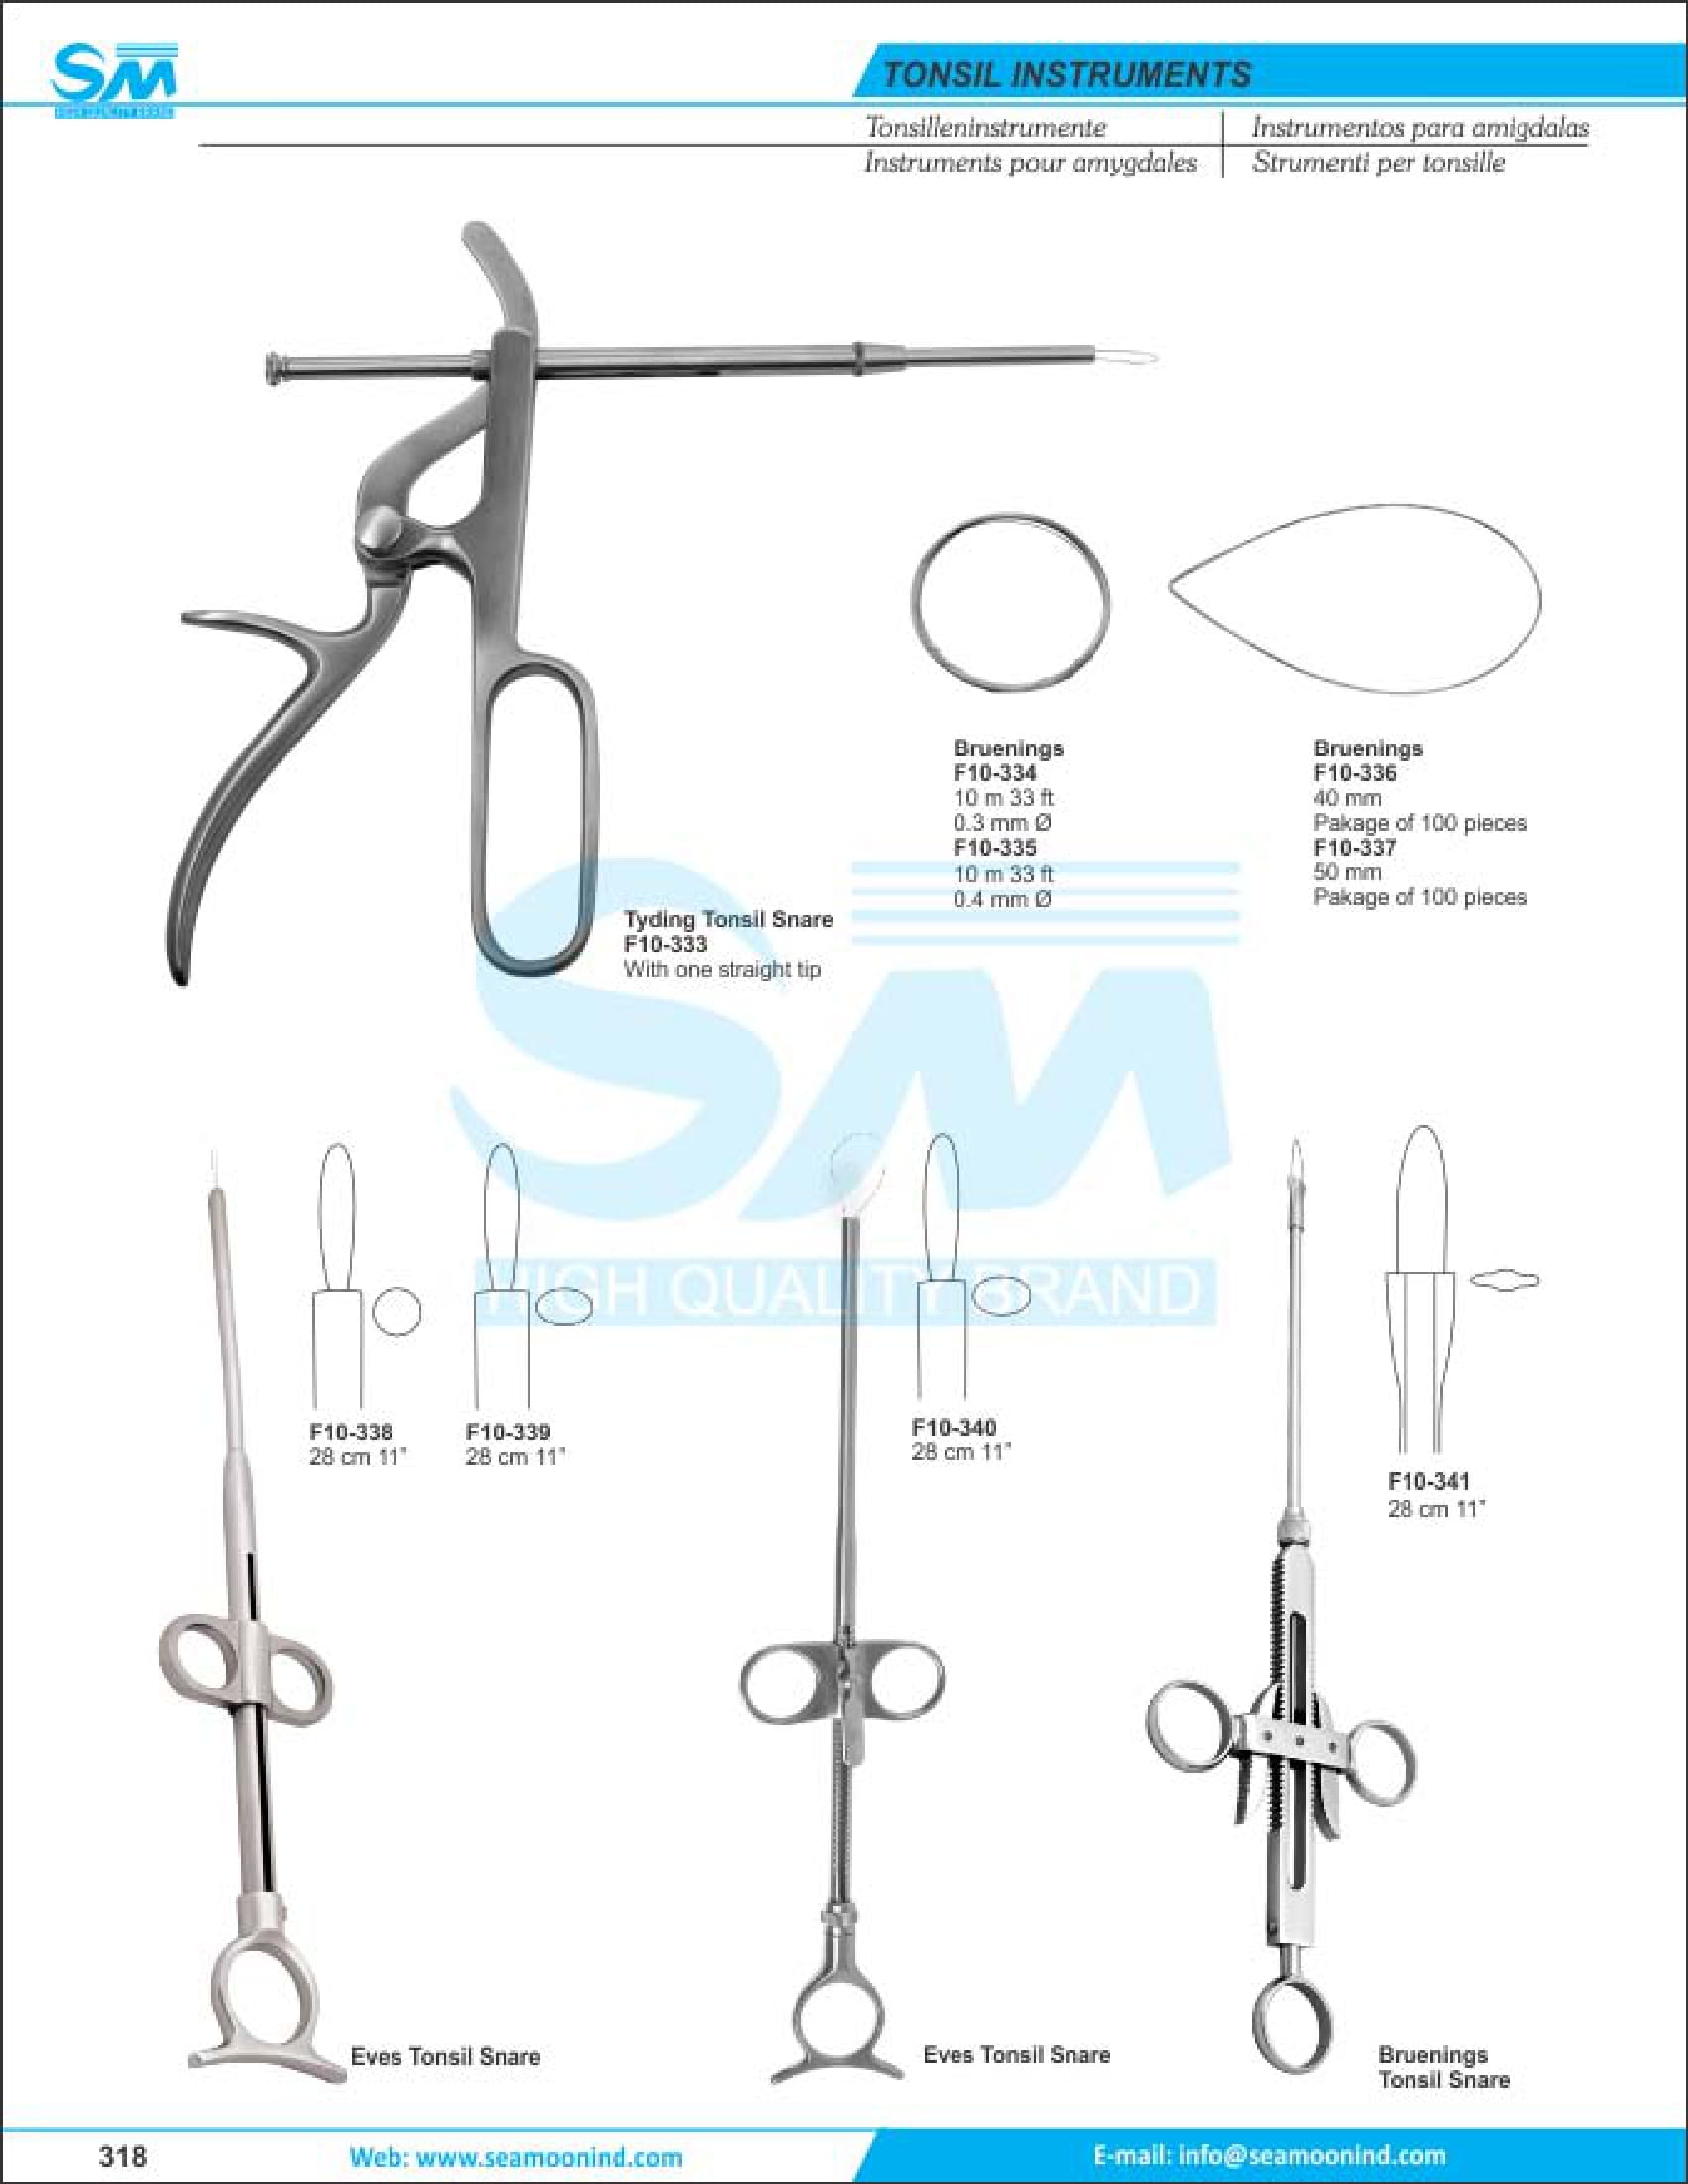 SM
TONSIL INSTRUMENTS
Tonsilleninstrumente
Instrumentos para amigdalas
Instruments pour amygdales
Strumenti per tonsille
Bruenings
F10-334
10 m 33 ft
0.3 mm Ø
F10-335
10 m 33 ft
0.4 mm Ø
Bruenings
F10-336
40 mm
Pakage of 100 pieces
F10-337
50 mm
Pakage of 100 pieces
Tyding Tonsil Snare
F10-333
With one straight tip
SM
HIGH QUALITY BRAND
F10-338
28 cm 11"
F10-339
28 cm 11"
F10-340
28 cm 11"
F10-341
28 cm 11"
Eves Tonsil Snare
Eves Tonsil Snare
Bruenings
Tonsil Snare
318
Web: www.seamoonind.com
E-mail: info@seamoonind.com